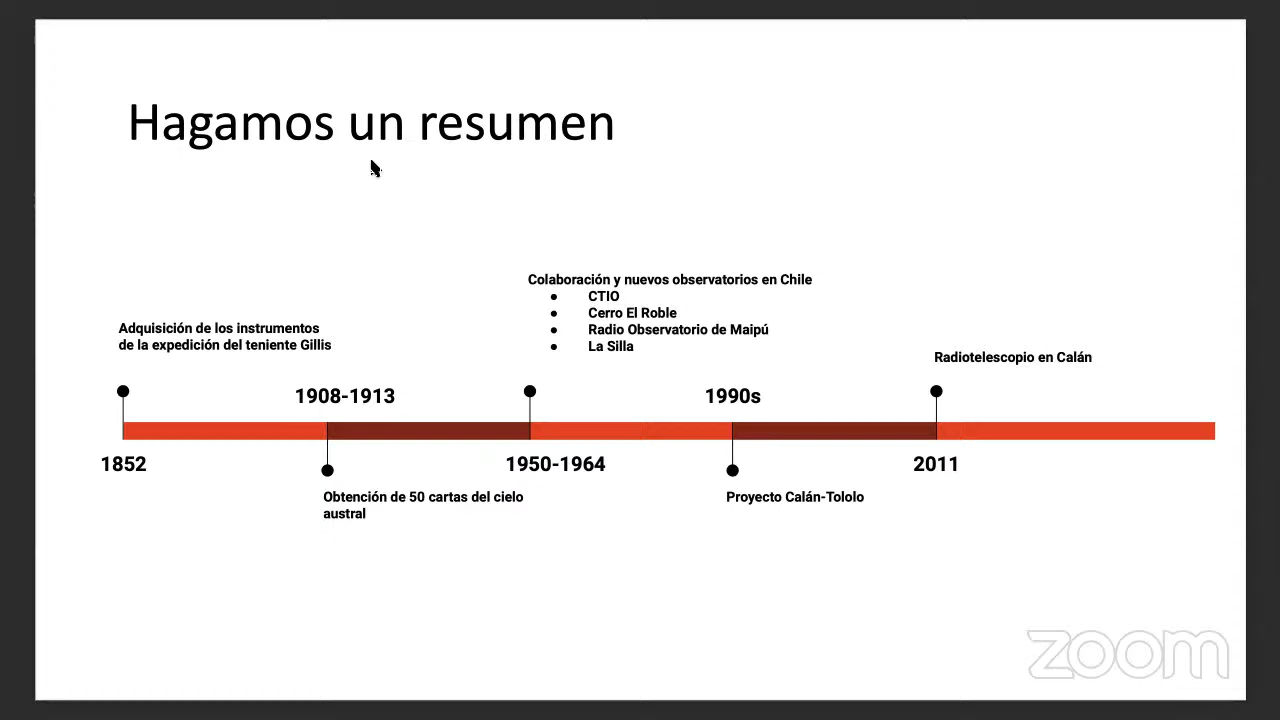 Hagamos un resumen
Colaboración y nuevos observatorios en Chile
● CTIO
● Cerro El Roble
● Radio Observatorio de Maipú
● La Silla
Adquisición de los instrumentos
de la expedición del teniente Gillis
Radiotelescopio en Calán
1908-1913
1990s
1852
1950-1964
2011
Obtención de 50 cartas del cielo
austral
Proyecto Calán-Tololo
zoom